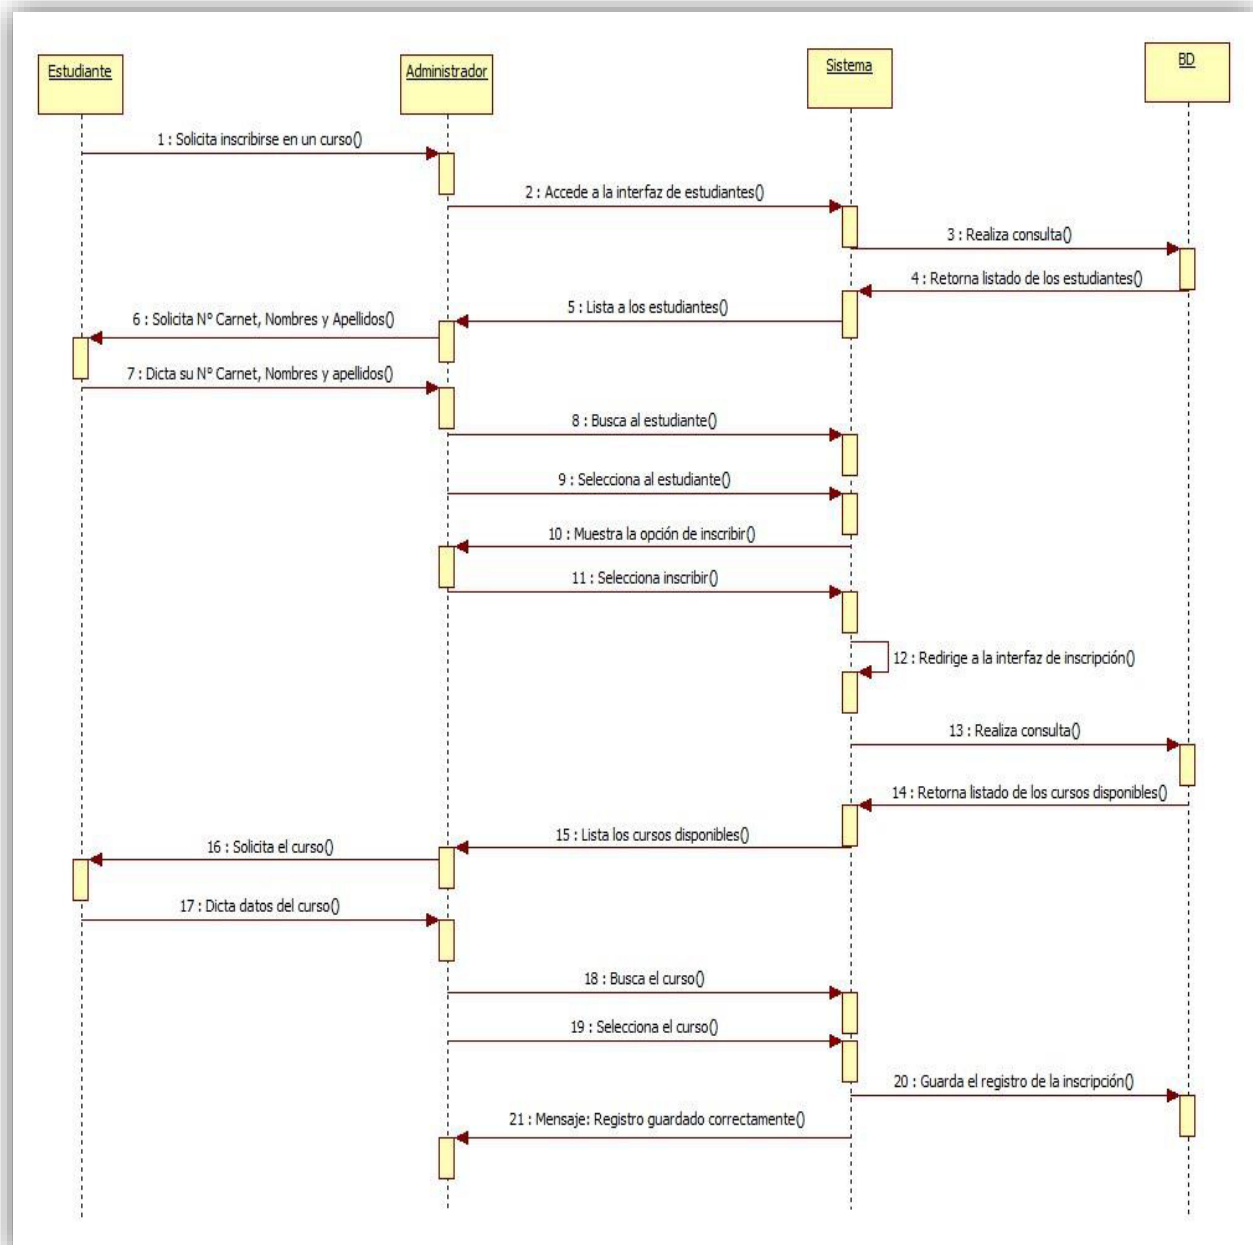 Estudiante
Administrador
Sistema
BD
1 : Solicita inscribirse en un curso()
2 : Accede a la interfaz de estudiantes()
3 : Realiza consulta()
4 : Retorna listado de los estudiantes()
5 : Lista a los estudiantes()
6 : Solicita Nº Carnet, Nombres y Apellidos()
7 : Dicta su Nº Carnet, Nombres y apellidos()
8 : Busca al estudiante()
9 : Selecciona al estudiante()
10 : Muestra la opción de inscribir()
11 : Selecciona inscribir()
12 : Redirige a la interfaz de inscripción()
13 : Realiza consulta()
14 : Retorna listado de los cursos disponibles()
15 : Lista los cursos disponibles()
16 : Solicita el curso()
17 : Dicta datos del curso()
18 : Busca el curso()
19 : Selecciona el curso()
20 : Guarda el registro de la inscripción()
21 : Mensaje: Registro guardado correctamente()